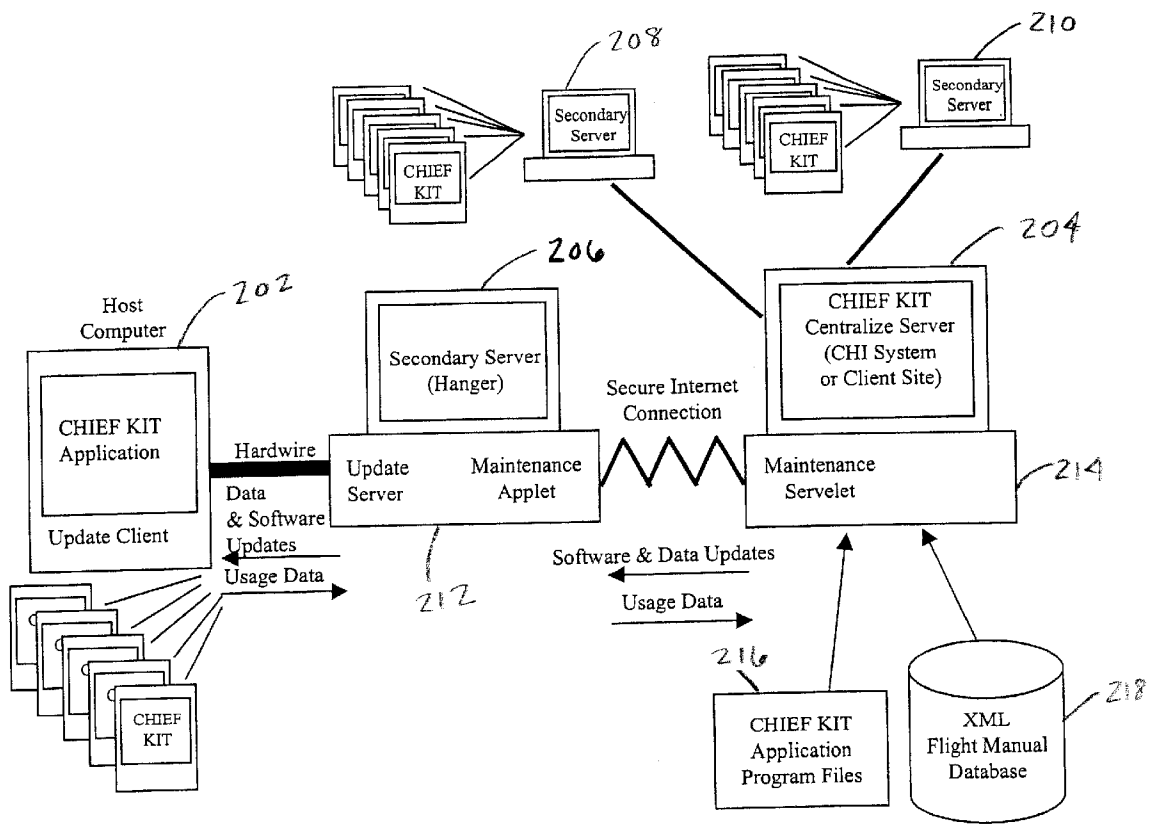 208
210
Secondary
Server
Secondary
Server
CHIEF
KIT
CHIEF
KIT
206
204
202
Host
Computer
CHIEF KIT
Centralize Server
(CHI System
or Client Site)
Secondary Server
(Hanger)
Secure Internet
Connection
CHIEF KIT
Application
Hardwire
Update
Server
Maintenance
Applet
Maintenance
Servelet
214
Update Client
Data
& Software
Updates
Usage Data
212
Software & Data Updates
Usage Data
216
218
CHIEF
KIT
CHIEF KIT
Application
Program Files
XML
Flight Manual
Database